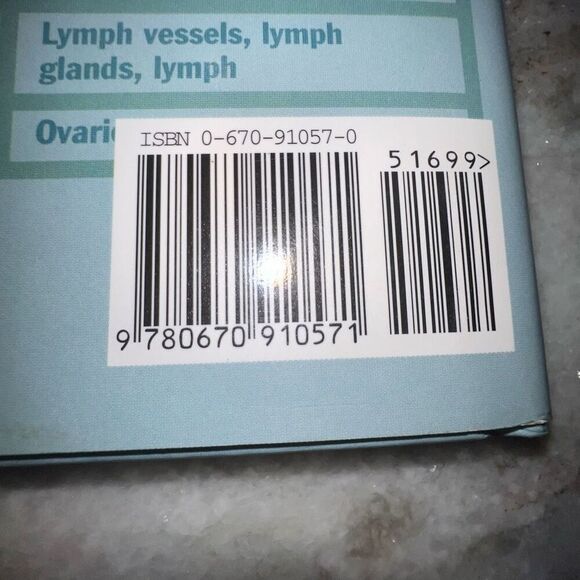 Lymph vessels, lymph
glands, lymph
ISBN 0-670-91057-0
51699>
9 780670 910571